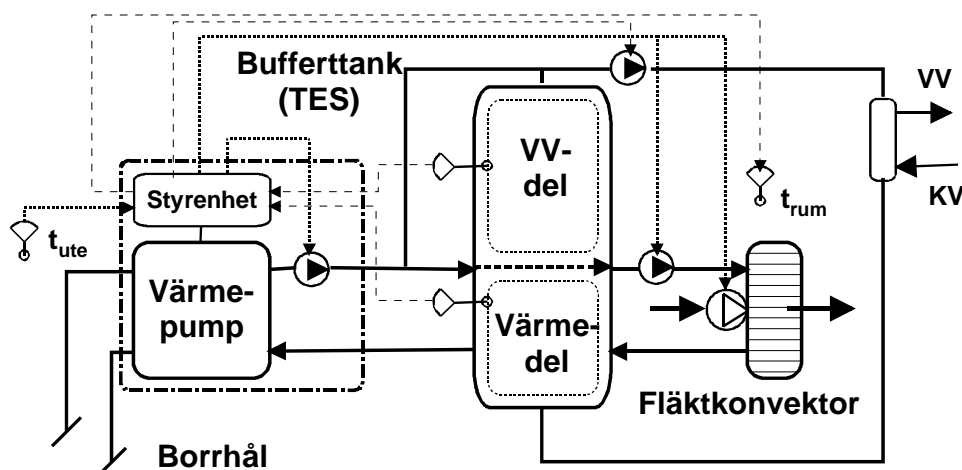 Bufferttank
(TES)
VV
VV-
del
Styrenhet
t_rum
KV
t_ute
Värme-
pump
Värme-
del
Fläktkonvektor
Borrhål